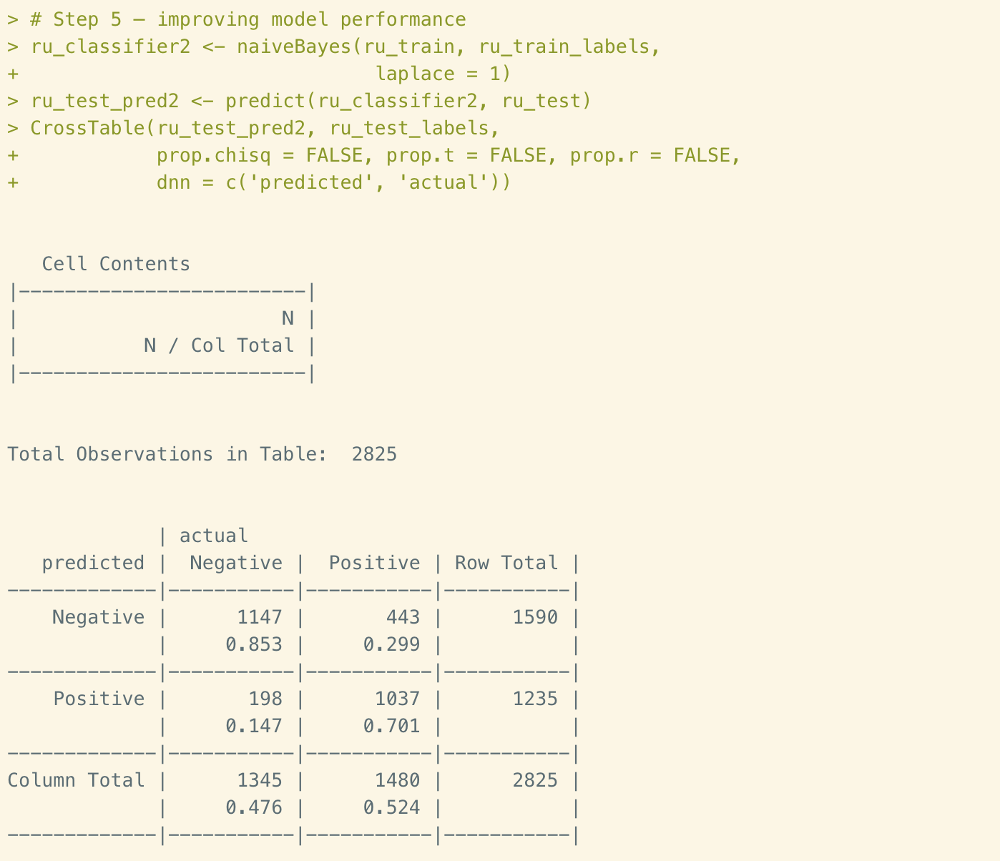 > # Step 5 – improving model performance
> ru_classifier2 <- naiveBayes(ru_train, ru_train_labels,
+                               laplace = 1)
> ru_test_pred2 <- predict(ru_classifier2, ru_test)
> CrossTable(ru_test_pred2, ru_test_labels,
+            prop.chisq = FALSE, prop.t = FALSE, prop.r = FALSE,
+            dnn = c('predicted', 'actual'))
   Cell Contents
|-------------------------|
|                       N |
|           N / Col Total |
|-------------------------|
Total Observations in Table:  2825
             | actual
   predicted |  Negative |  Positive | Row Total |
-------------|-----------|-----------|-----------|
    Negative |      1147 |       443 |      1590 |
             |     0.853 |     0.299 |           |
-------------|-----------|-----------|-----------|
    Positive |       198 |      1037 |      1235 |
             |     0.147 |     0.701 |           |
-------------|-----------|-----------|-----------|
Column Total |      1345 |      1480 |      2825 |
             |     0.476 |     0.524 |           |
-------------|-----------|-----------|-----------|